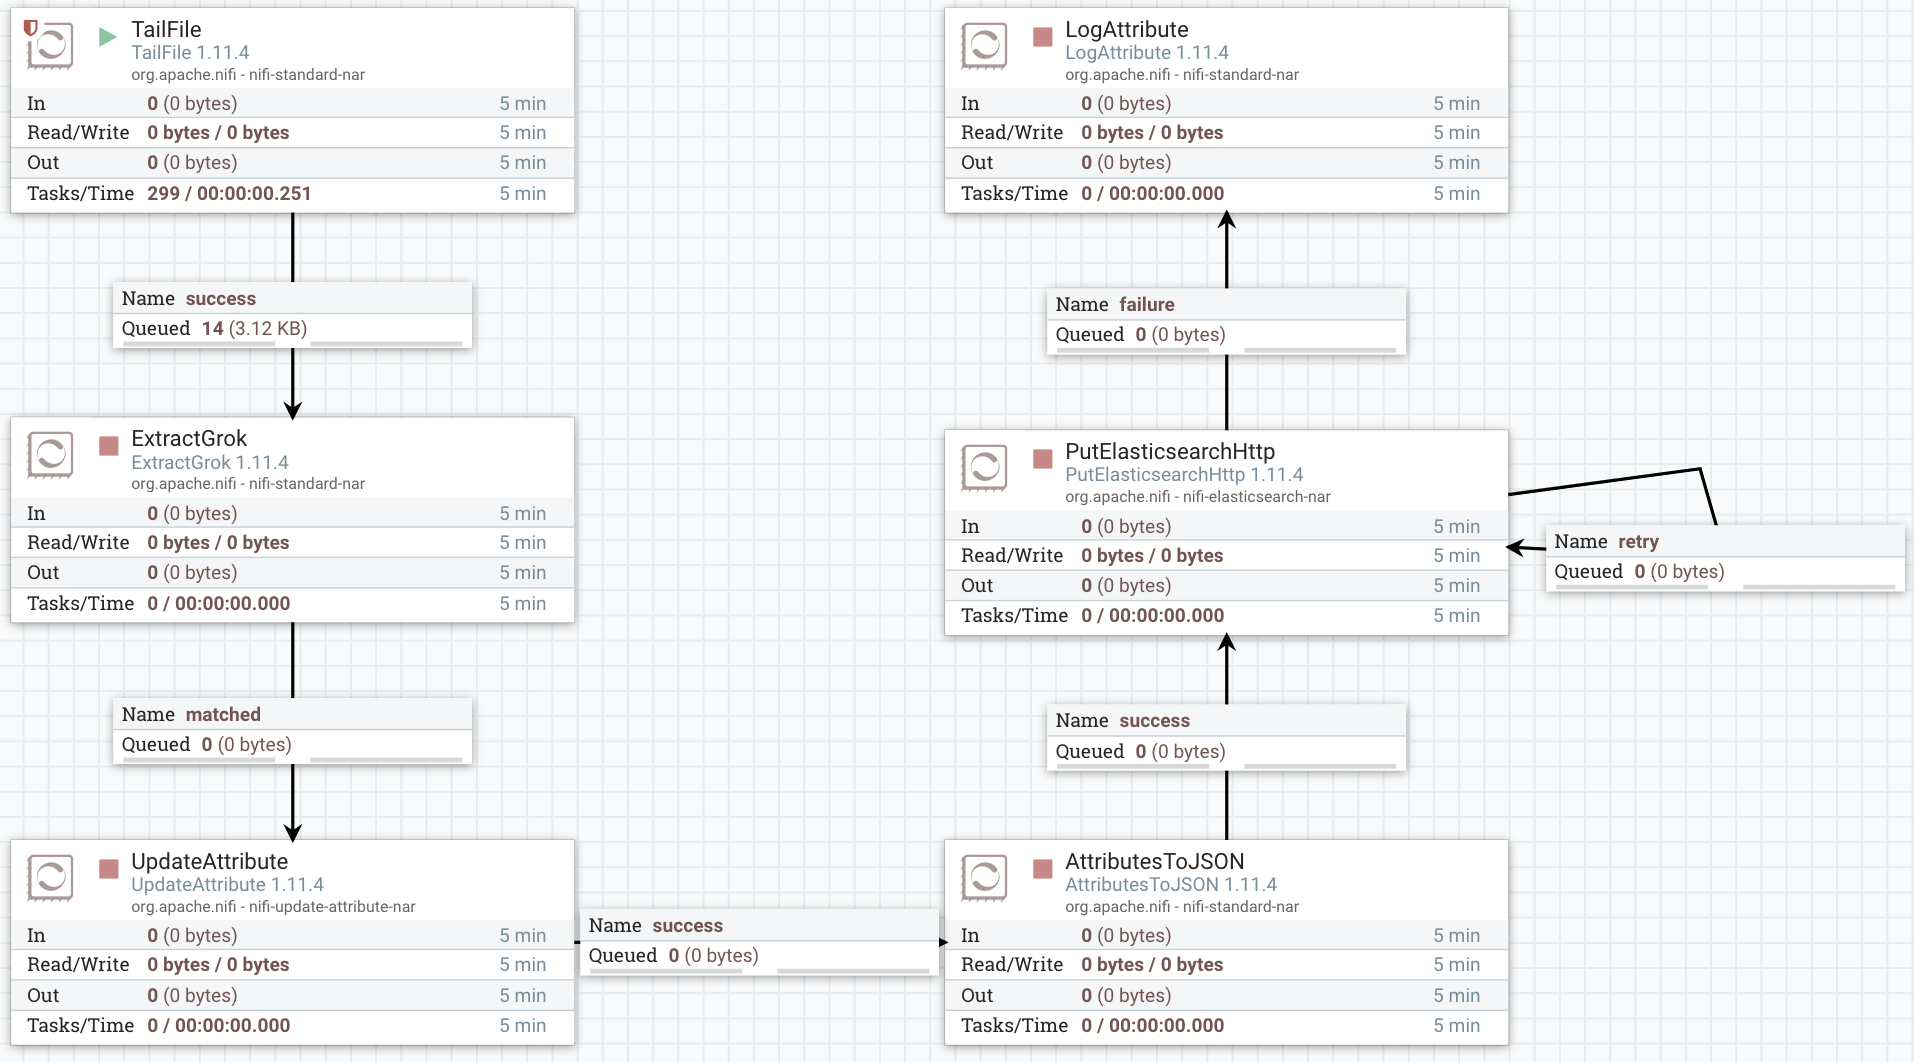 TailFile
TailFile 1.11.4
org.apache.nifi - nifi-standard-nar
In 0 (0 bytes) 5 min
Read/Write 0 bytes / 0 bytes 5 min
Out 0 (0 bytes) 5 min
Tasks/Time 299 / 00:00:00.251 5 min
Name success
Queued 14 (3.12 KB)
ExtractGrok
ExtractGrok 1.11.4
org.apache.nifi - nifi-standard-nar
In 0 (0 bytes) 5 min
Read/Write 0 bytes / 0 bytes 5 min
Out 0 (0 bytes) 5 min
Tasks/Time 0 / 00:00:00.000 5 min
Name matched
Queued 0 (0 bytes)
UpdateAttribute
UpdateAttribute 1.11.4
org.apache.nifi - nifi-update-attribute-nar
In 0 (0 bytes) 5 min
Read/Write 0 bytes / 0 bytes 5 min
Out 0 (0 bytes) 5 min
Tasks/Time 0 / 00:00:00.000 5 min
Name success
Queued 0 (0 bytes)
AttributesToJSON
AttributesToJSON 1.11.4
org.apache.nifi - nifi-standard-nar
In 0 (0 bytes) 5 min
Read/Write 0 bytes / 0 bytes 5 min
Out 0 (0 bytes) 5 min
Tasks/Time 0 / 00:00:00.000 5 min
Name success
Queued 0 (0 bytes)
PutElasticsearchHttp
PutElasticsearchHttp 1.11.4
org.apache.nifi - nifi-elasticsearch-nar
In 0 (0 bytes) 5 min
Read/Write 0 bytes / 0 bytes 5 min
Out 0 (0 bytes) 5 min
Tasks/Time 0 / 00:00:00.000 5 min
Name retry
Queued 0 (0 bytes)
Name failure
Queued 0 (0 bytes)
LogAttribute
LogAttribute 1.11.4
org.apache.nifi - nifi-standard-nar
In 0 (0 bytes) 5 min
Read/Write 0 bytes / 0 bytes 5 min
Out 0 (0 bytes) 5 min
Tasks/Time 0 / 00:00:00.000 5 min